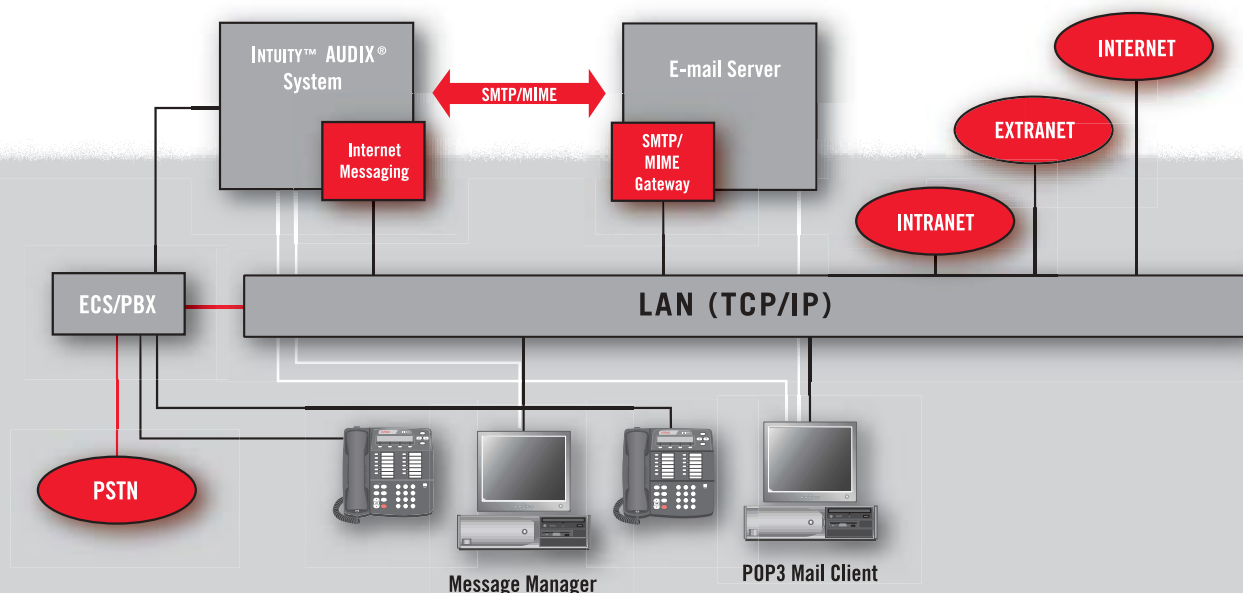 INTUITY™ AUDIX®
System
SMTP/MIME
E-mail Server
INTERNET
Internet
Messaging
SMTP/
MIME
Gateway
EXTRANET
INTRANET
ECS/PBX
LAN (TCP/IP)
PSTN
Message Manager
POP3 Mail Client